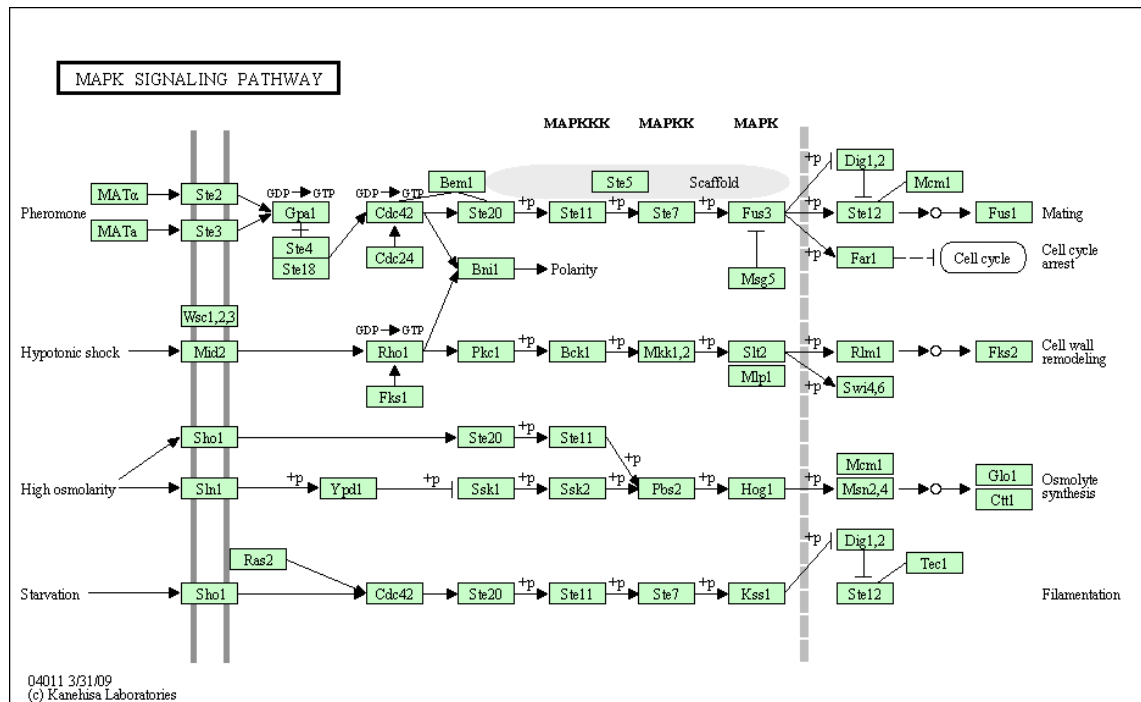 MAPK SIGNALING PATHWAY
MAPKKK MAPKK MAPK
+p Dig1,2
Bem1 Ste5 Scaffold Mcm1
MATα Ste2 GDP GTP GDP GTP
Pheromone Gpa1 Cdc42 Ste20 +p Ste11 +p Ste7 +p Fus3 +p Ste12 Fus1 Mating
MATa Ste3
Ste4
Ste18 Cdc24 +p Far1 Cell cycle Cell cycle
arrest
Bni1 Polarity
Msg5
Wsc1,2,3
GDP GTP
Hypotonic shock Mid2 Rho1 Pkc1 +p Bck1 +p Mkk1,2 +p Slt2 +p Rlm1 Fks2 Cell wall
remodeling
Mlp1
+p Swi4,6
Fks1
Sho1 Ste20 +p Ste11
+p
Mcm1
High osmolarity Sln1 +p Ypd1 +p Ssk1 +p Ssk2 +p Pbs2 +p Hog1 +p Msn2,4 Glo1 Osmolyte
synthesis
Ctt1
+p Dig1,2
Ras2 Tec1
Starvation Sho1 Cdc42 Ste20 +p Ste11 +p Ste7 +p Kss1 Ste12 Filamentation
04011 3/31/09
(c) Kanehisa Laboratories